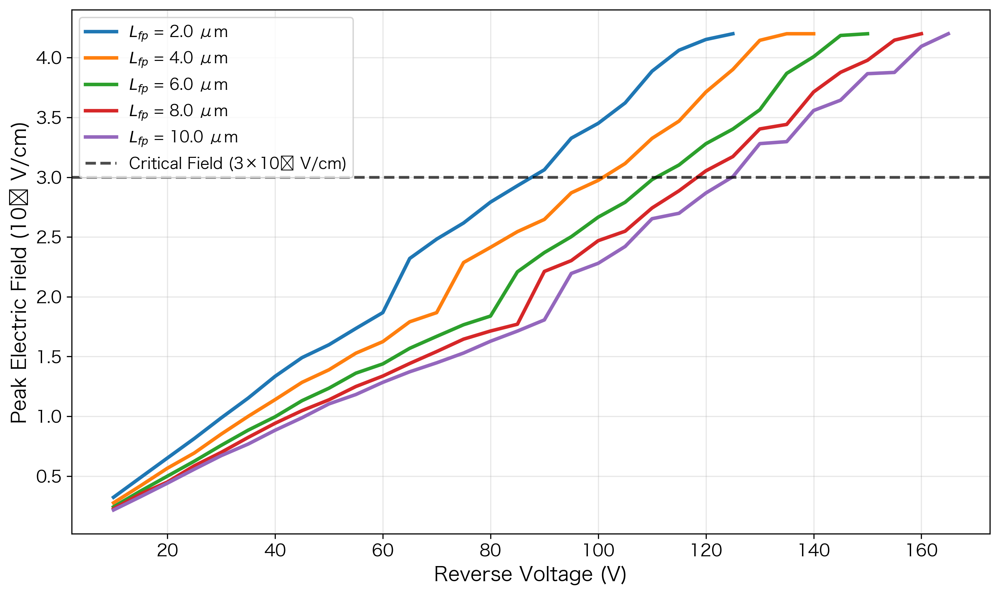 L_fp = 2.0 μm
L_fp = 4.0 μm
L_fp = 6.0 μm
L_fp = 8.0 μm
L_fp = 10.0 μm
Critical Field (3×10☒ V/cm)
Peak Electric Field (10☒ V/cm)
4.0
3.5
3.0
2.5
2.0
1.5
1.0
0.5
20 40 60 80 100 120 140 160
Reverse Voltage (V)